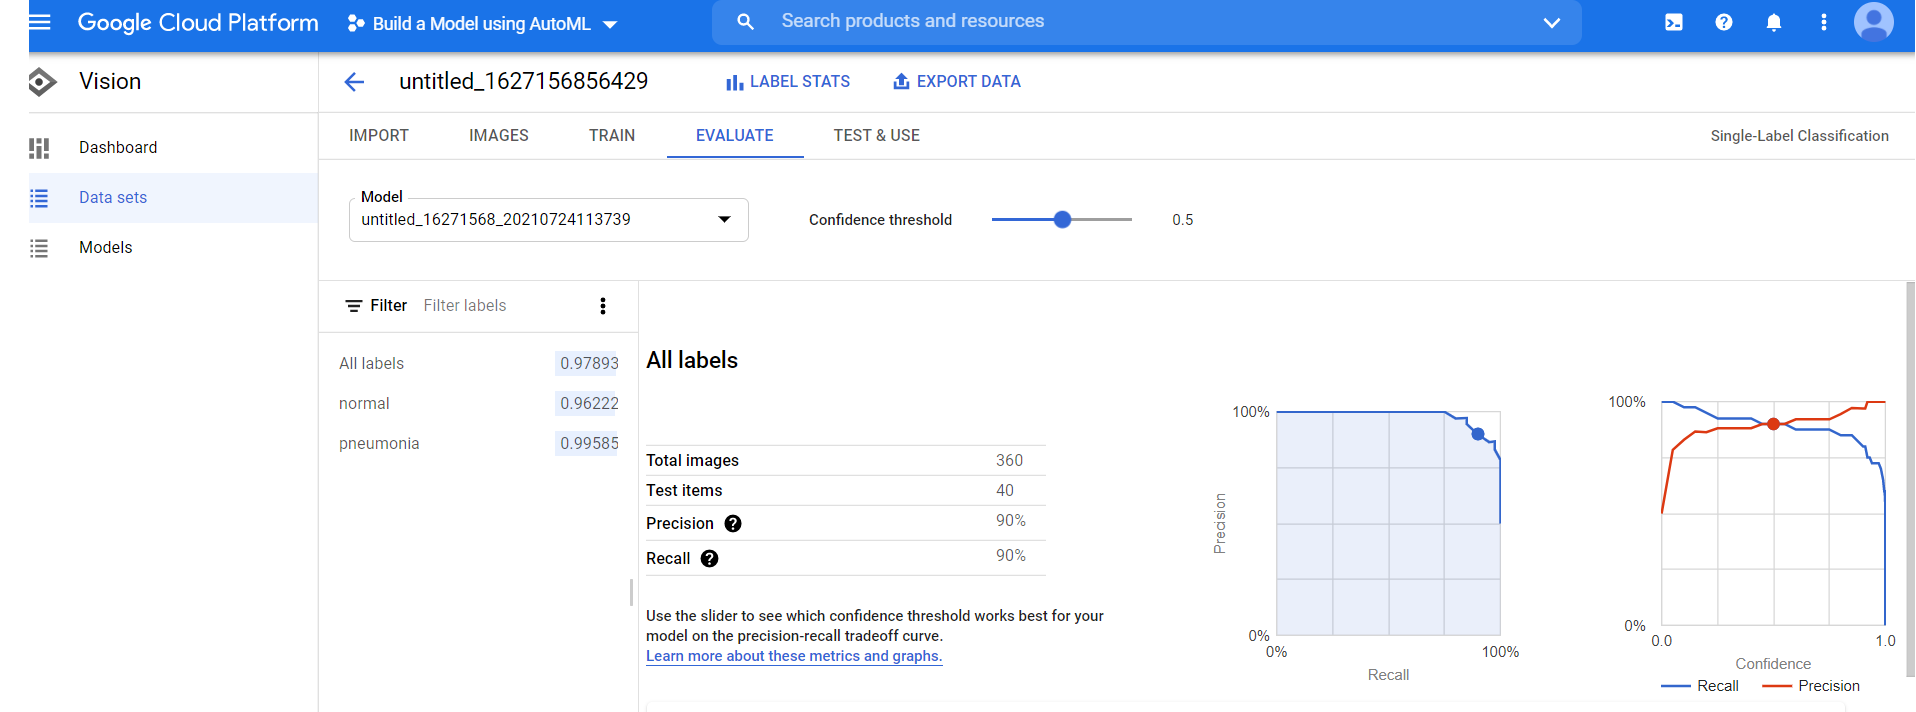 Google Cloud Platform
Build a Model using AutoML
Search products and resources
Vision
untitled_1627156856429
LABEL STATS
EXPORT DATA
Dashboard
Data sets
Models
IMPORT
IMAGES
TRAIN
EVALUATE
TEST & USE
Single-Label Classification
Model
untitled_16271568_20210724113739
Confidence threshold
0.5
Filter
Filter labels
All labels 0.97893
normal 0.96222
pneumonia 0.99585
All labels
Total images 360
Test items 40
Precision ? 90%
Recall ? 90%
Use the slider to see which confidence threshold works best for your
model on the precision-recall tradeoff curve.
Learn more about these metrics and graphs.
100%
Precision
0%
0%
100%
Recall
100%
0%
0.0
1.0
Confidence
Recall
Precision